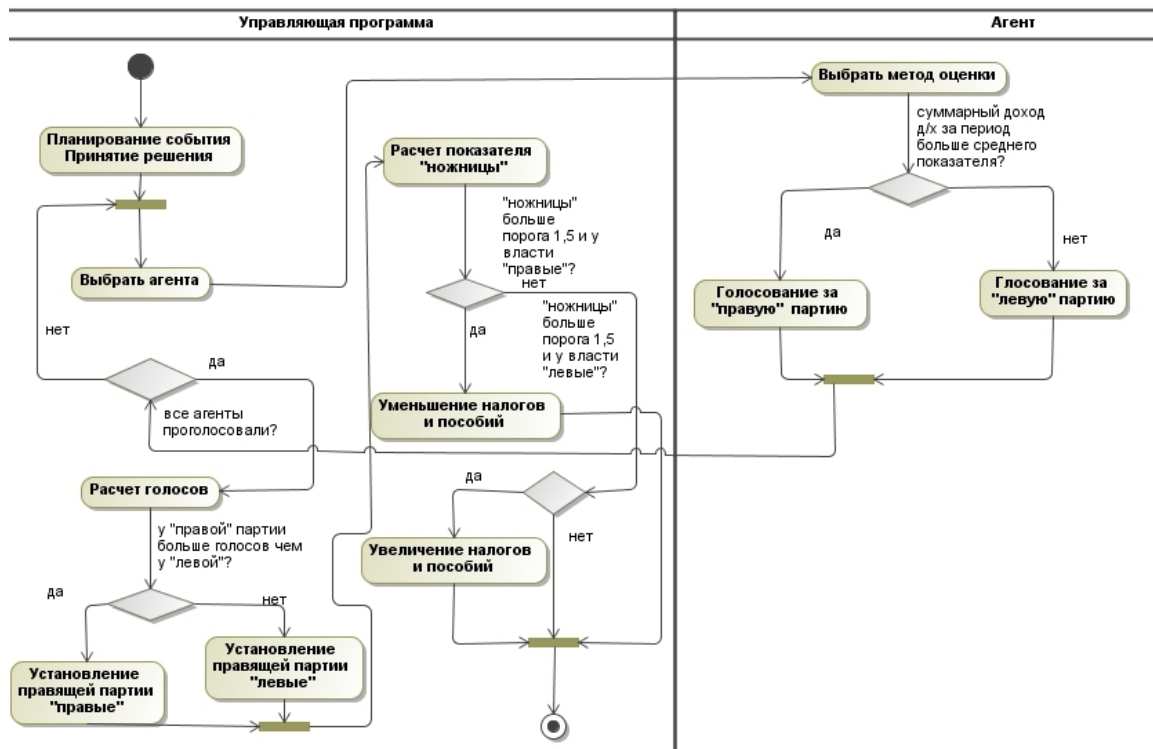 Управляющая программа
Агент
Планирование события
Принятие решения
Выбрать агента
нет
да
все агенты
проголосовали?
Расчет голосов
у "правой" партии
больше голосов чем
у "левой"?
да
нет
Установление
правящей партии
"правые"
Установление
правящей партии
"левые"
Расчет показателя
"ножницы"
"ножницы"
больше
порога 1,5 и у
власти
"правые"?
нет
да
"ножницы"
больше
порога 1,5
и у власти
"левые"?
Уменьшение налогов
и пособий
да
нет
Увеличение налогов
и пособий
Выбрать метод оценки
суммарный доход
д/х за период
больше среднего
показателя?
да
нет
Голосование за
"правую" партию
Глосование за
"левую" партию